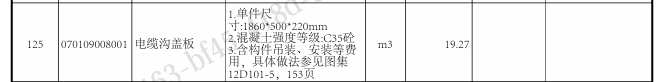 1.单件尺
寸:1860*500*220mm
2.混凝土强度等级:C35砼
125 070109008001 电缆沟盖板 3.含构件吊装、安装等费 m3 19.27
用，具体做法参见图集
12D101-5，153页